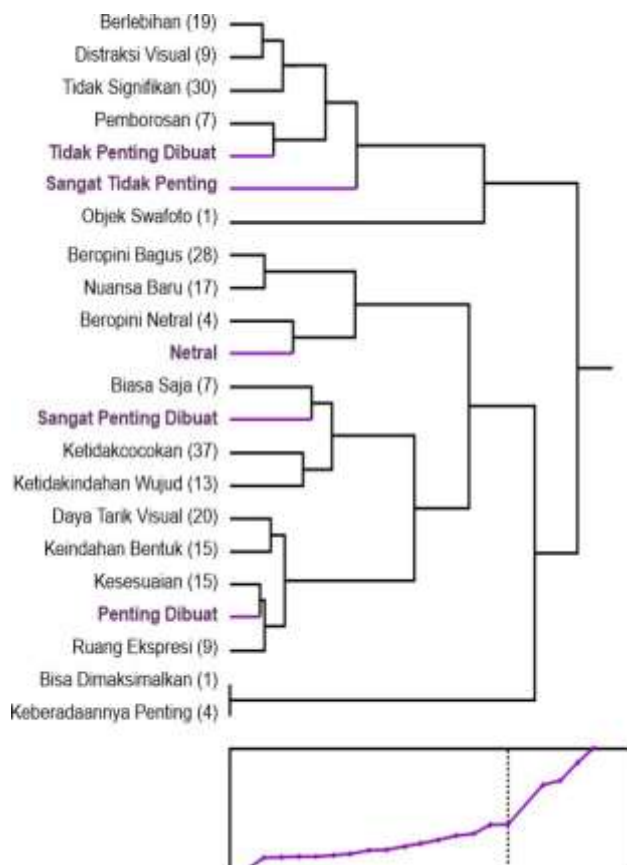 Berlebihan (19)
Distraksi Visual (9)
Tidak Signifikan (30)
Pemborosan (7)
Tidak Penting Dibuat
Sangat Tidak Penting
Objek Swafoto (1)
Beropini Bagus (28)
Nuansa Baru (17)
Beropini Netral (4)
Netral
Biasa Saja (7)
Sangat Penting Dibuat
Ketidakcocokan (37)
Ketidakindahan Wujud (13)
Daya Tarik Visual (20)
Keindahan Bentuk (15)
Kesesuaian (15)
Penting Dibuat
Ruang Ekspresi (9)
Bisa Dimaksimalkan (1)
Keberadaannya Penting (4)